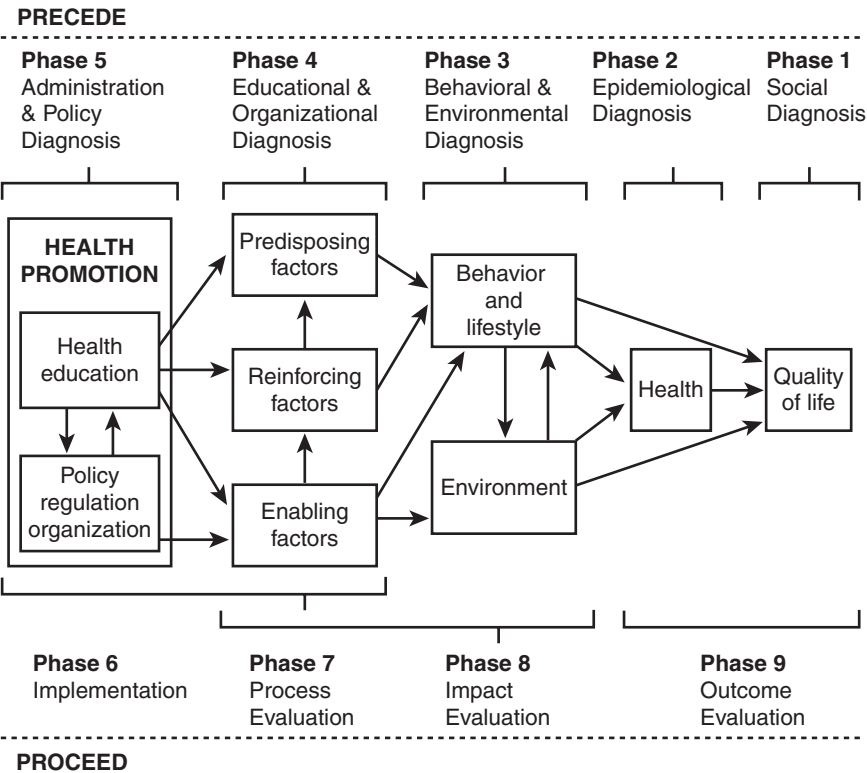 PRECEDE
Phase 5
Administration
& Policy
Diagnosis
Phase 4
Educational &
Organizational
Diagnosis
Phase 3
Behavioral &
Environmental
Diagnosis
Phase 2
Epidemiological
Diagnosis
Phase 1
Social
Diagnosis
HEALTH
PROMOTION
Health
education
Policy
regulation
organization
Predisposing
factors
Reinforcing
factors
Enabling
factors
Behavior
and
lifestyle
Environment
Health
Quality
of life
Phase 6
Implementation
Phase 7
Process
Evaluation
Phase 8
Impact
Evaluation
Phase 9
Outcome
Evaluation
PROCEED